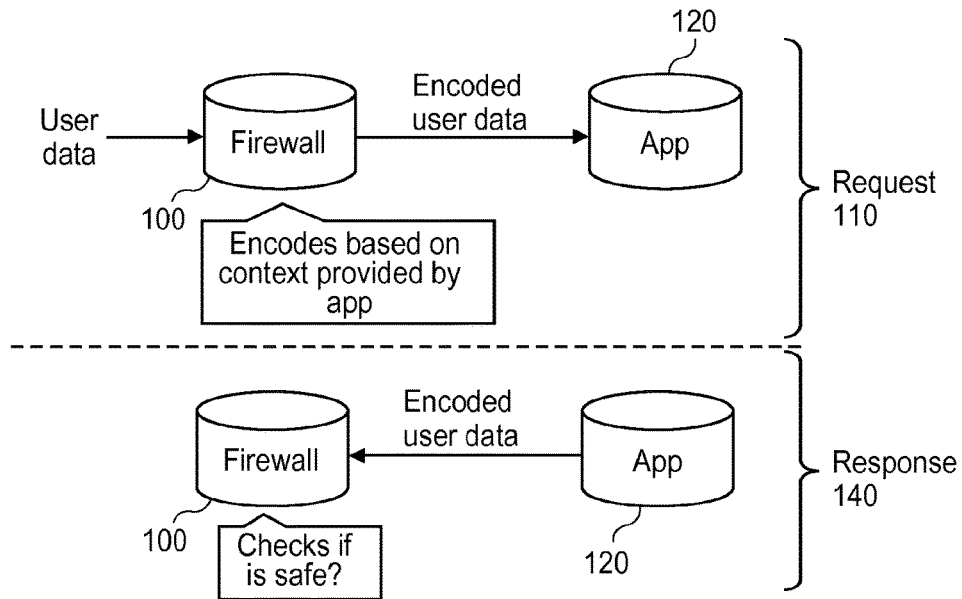 120
User
data
Firewall
Encoded
user data
App
100
Encodes based on
context provided by
app
Request
110
Firewall
Encoded
user data
App
100
Checks if
is safe?
120
Response
140